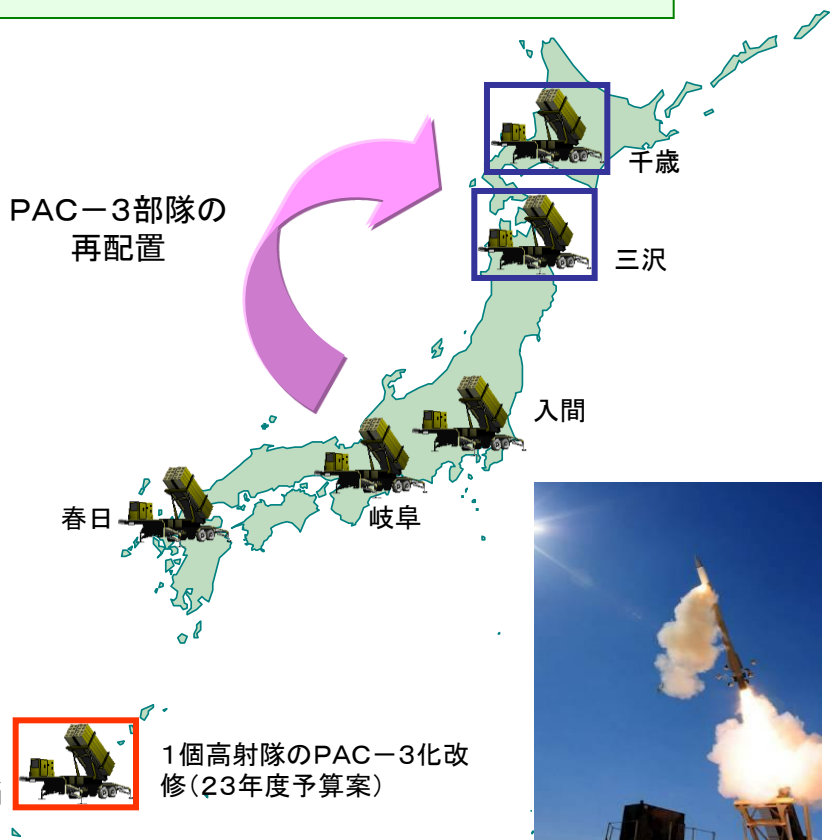 千歳
PAC－3部隊の
再配置
三沢
入間
春日
岐阜
1個高射隊のPAC－3化改
修(23年度予算案)